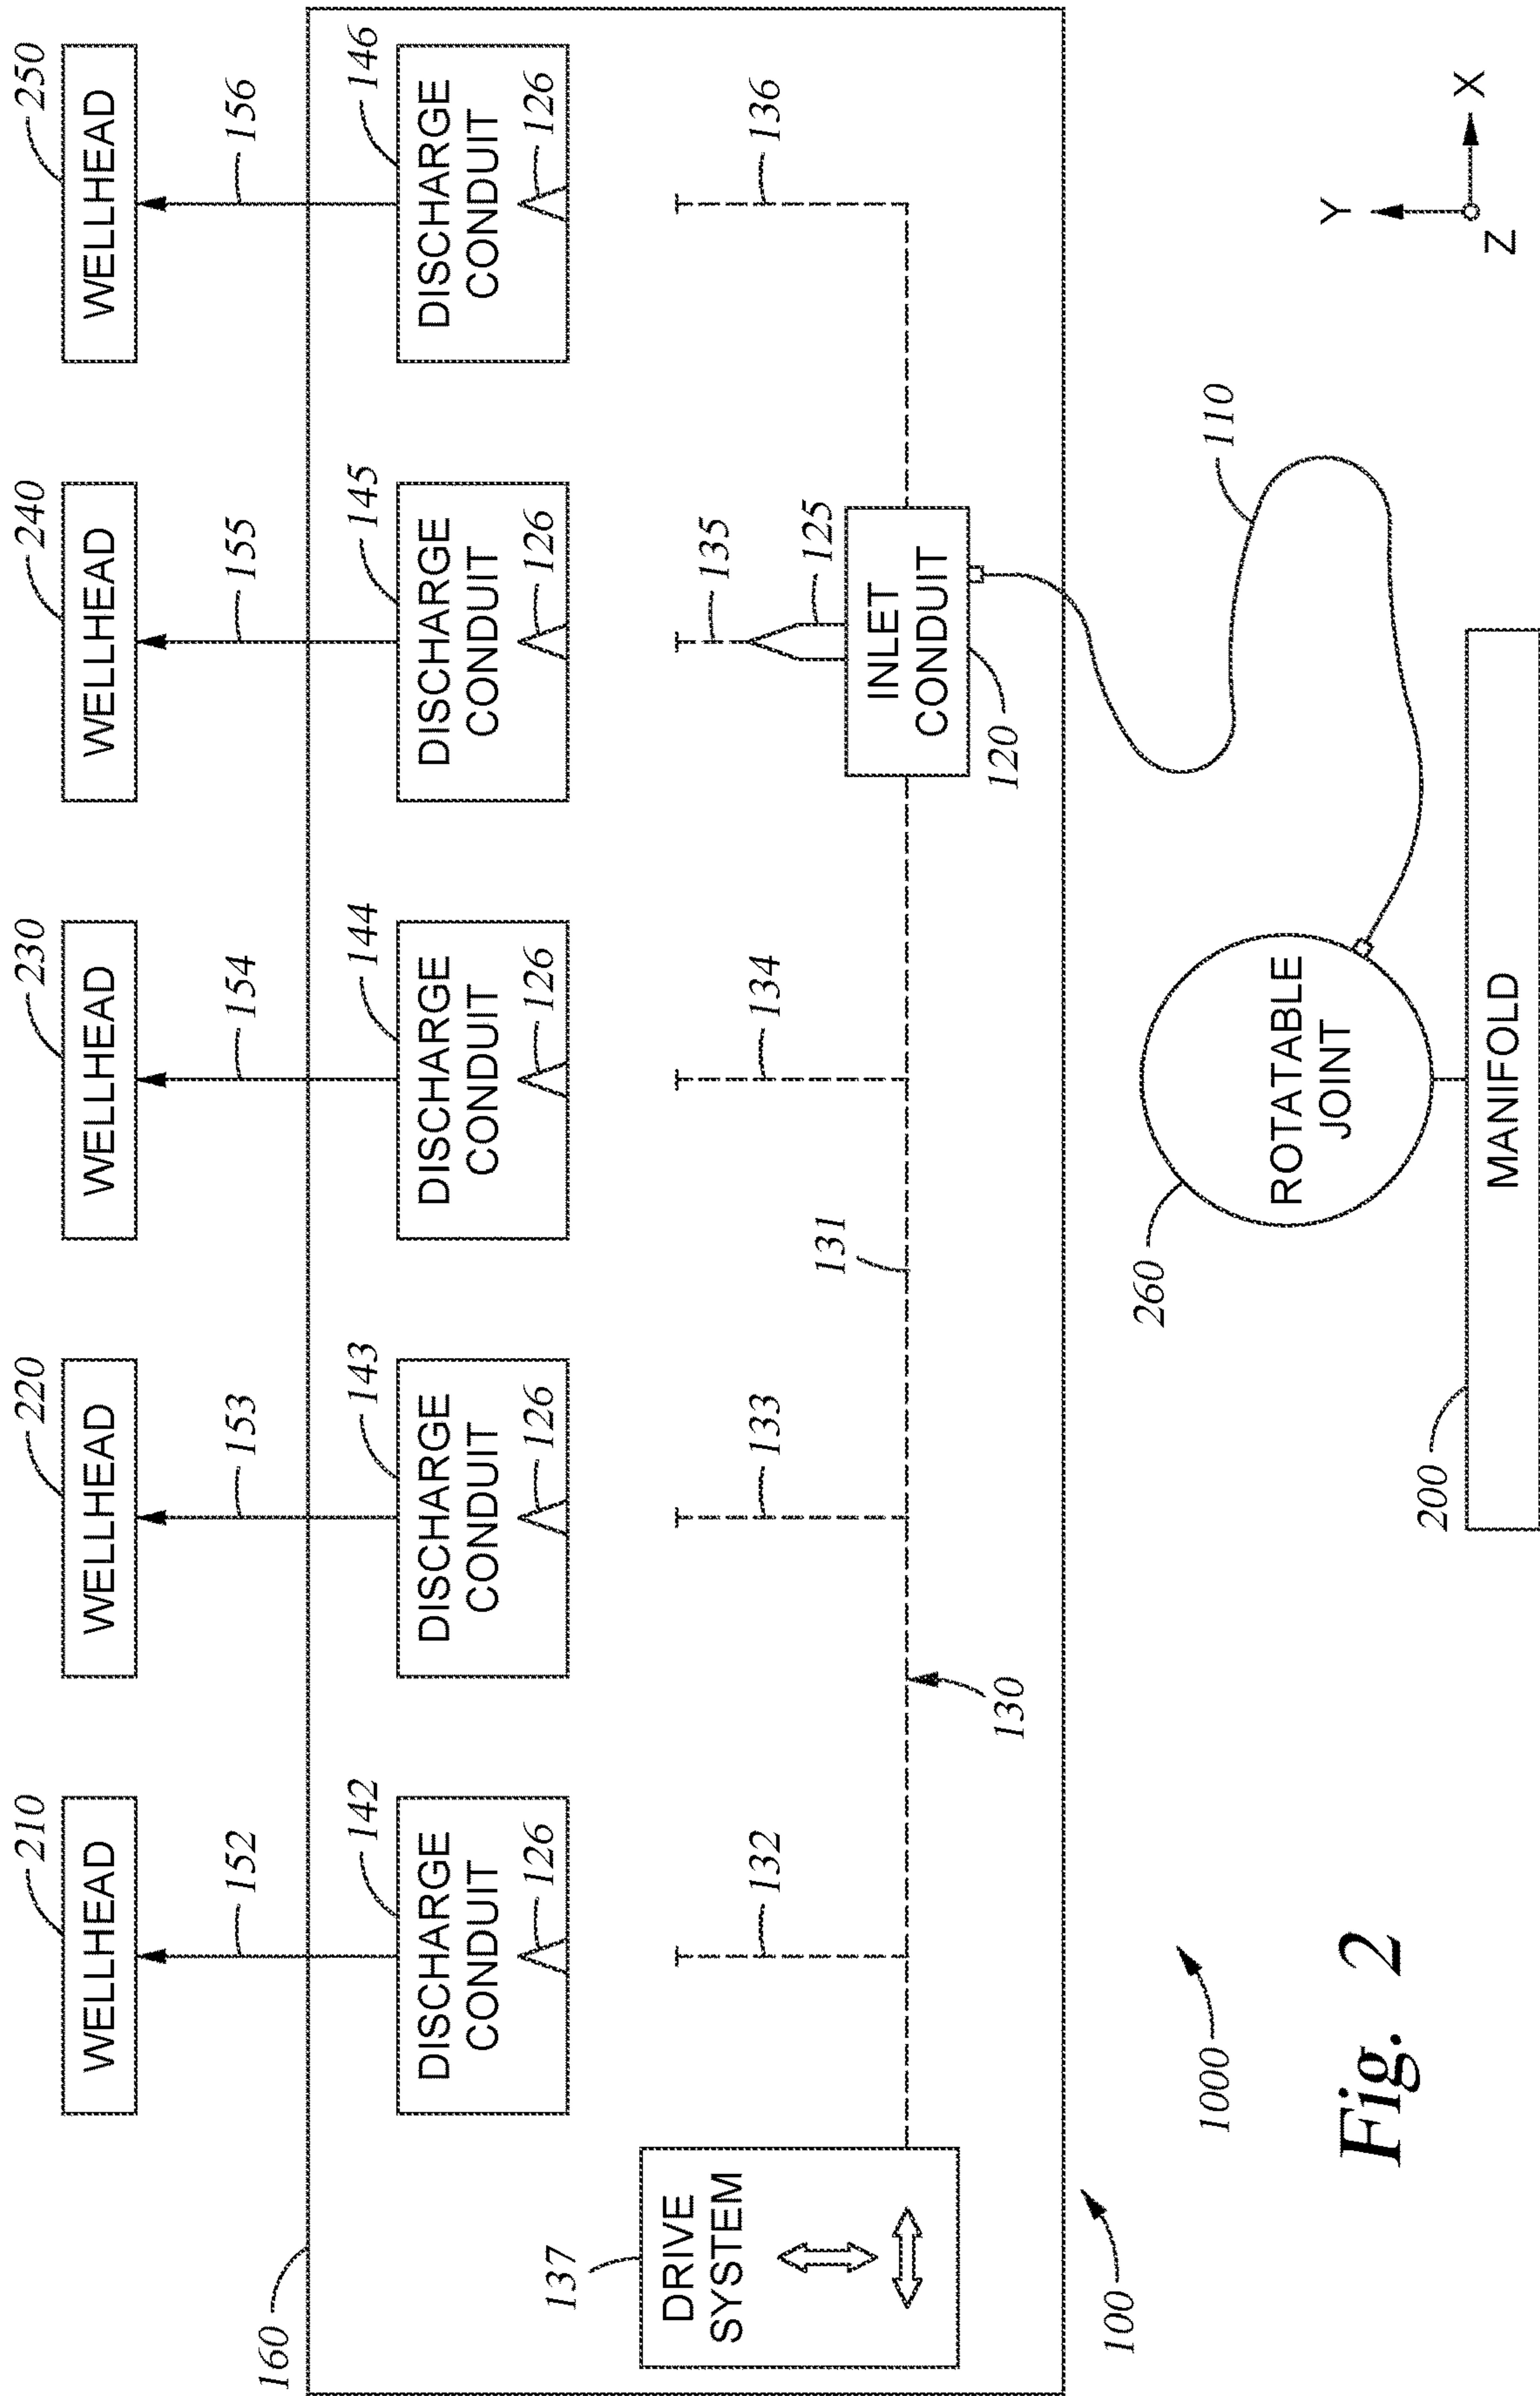 210
220
230
240
250
WELLHEAD
WELLHEAD
WELLHEAD
WELLHEAD
WELLHEAD
152
153
154
155
156
160
142
143
144
145
146
DISCHARGE
CONDUIT
126
DISCHARGE
CONDUIT
126
DISCHARGE
CONDUIT
126
DISCHARGE
CONDUIT
126
DISCHARGE
CONDUIT
126
137
DRIVE
SYSTEM
132
133
134
135
136
125
131
INLET
CONDUIT
120
130
100
1000
260
ROTATABLE
JOINT
110
200
MANIFOLD
Y
X
Z
Fig. 2